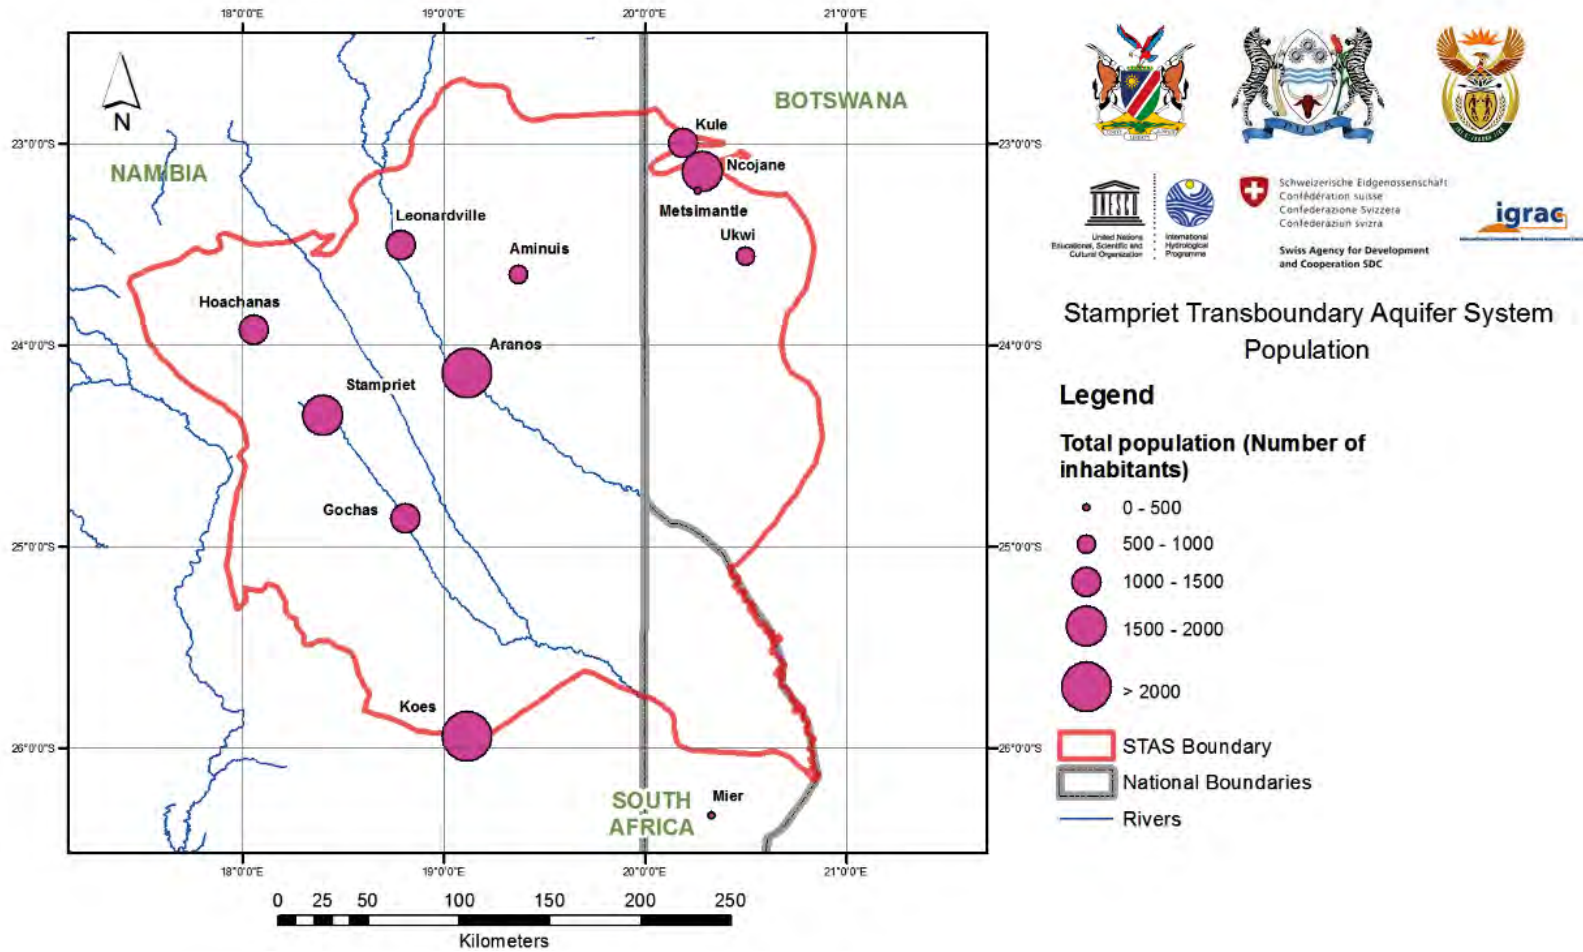 18°0'0"E 19°0'0"E 20°0'0"E 21°0'0"E
N
BOTSWANA
NAMIBIA
23°0'0"S 23°0'0"S
Kule
Ncojane
Metsimantle
Leonardville
Ukwi
Aminuis
Hoachanas
24°0'0"S 24°0'0"S
Aranos
Stampriet
Gochas
25°0'0"S 25°0'0"S
Koes
26°0'0"S 26°0'0"S
Mier
SOUTH
AFRICA
18°0'0"E 19°0'0"E 20°0'0"E 21°0'0"E
0 25 50 100 150 200 250
Kilometers
PULA
United Nations
Educational, Scientific and
Cultural Organization
International
Hydrological
Programme
Schweizerische Eidgenossenschaft
Confédération suisse
Confederazione Svizzera
Confederaziun svizra
Swiss Agency for Development
and Cooperation SDC
igrac
Stampriet Transboundary Aquifer System
Population
Legend
Total population (Number of
inhabitants)
0 - 500
500 - 1000
1000 - 1500
1500 - 2000
> 2000
STAS Boundary
National Boundaries
Rivers